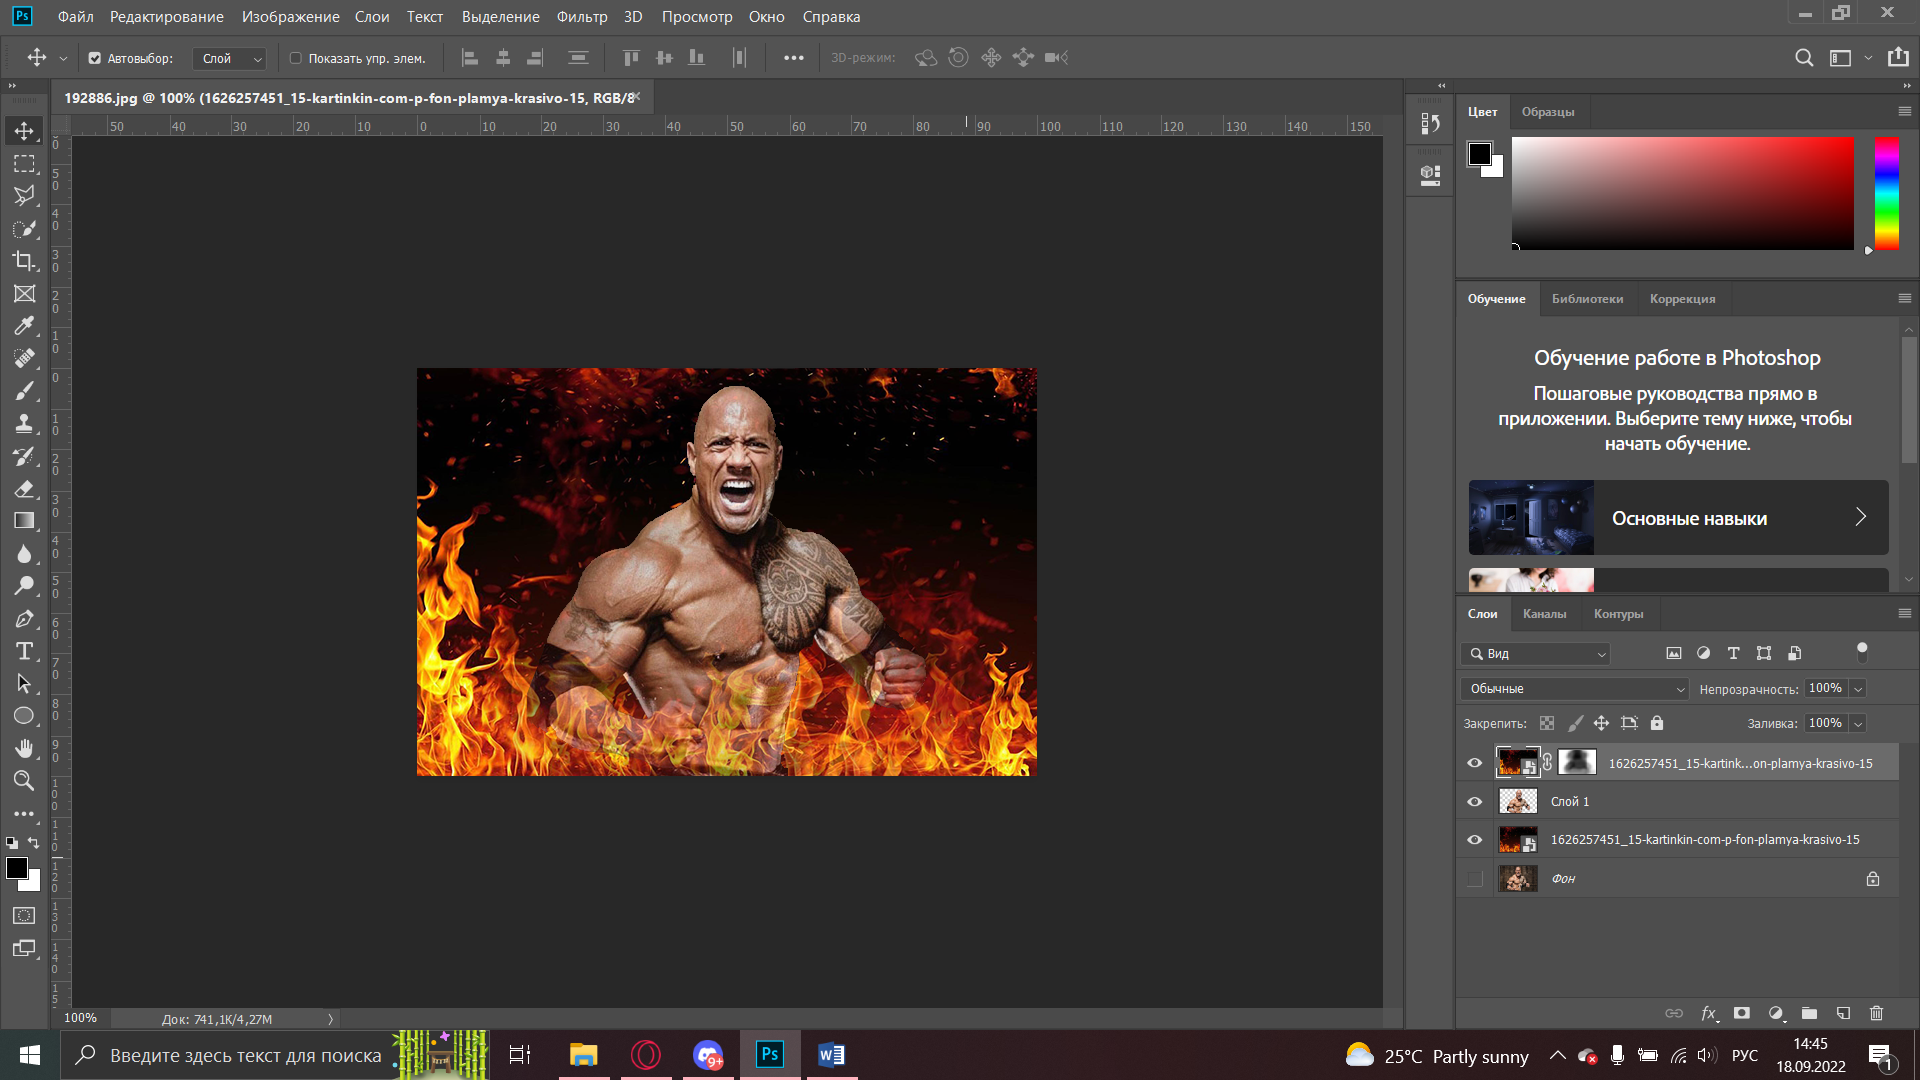 Ps Файл Редактирование Изображение Слои Текст Выделение Фильтр 3D Просмотр Окно Справка
Автовыбор: Слой Показать упр. элем. 3D-режим:
192886.jpg @ 100% (1626257451_15-kartinkin-com-p-fon-plamya-krasivo-15, RGB/8
50 40 30 20 10 0 10 20 30 40 50 60 70 80 90 100 110 120 130 140 150
Цвет Образцы
Обучение Библиотеки Коррекция
Обучение работе в Photoshop
Пошаговые руководства прямо в
приложении. Выберите тему ниже, чтобы
начать обучение.
Основные навыки
Слои Каналы Контуры
Вид
Обычные Непрозрачность: 100%
Закрепить: Заливка: 100%
1626257451_15-kartink...on-plamya-krasivo-15
Слой 1
1626257451_15-kartinkin-com-p-fon-plamya-krasivo-15
Фон
fx
100% Док: 741,1K/4,27M
Введите здесь текст для поиска
9+
Ps
W
25°C Partly sunny
РУС
14:45
18.09.2022
1